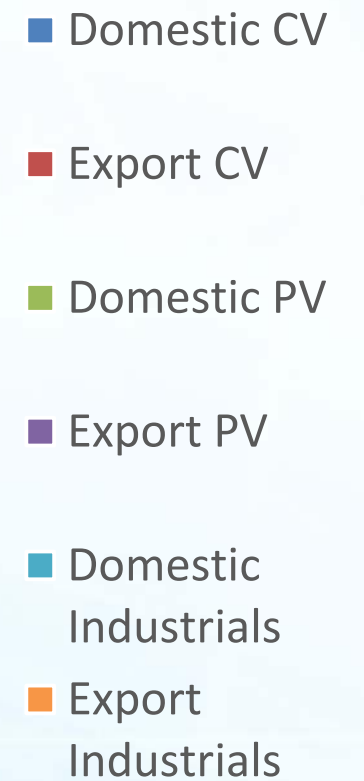 Domestic CV
Export CV
Domestic PV
Export PV
Domestic
Industrials
Export
Industrials